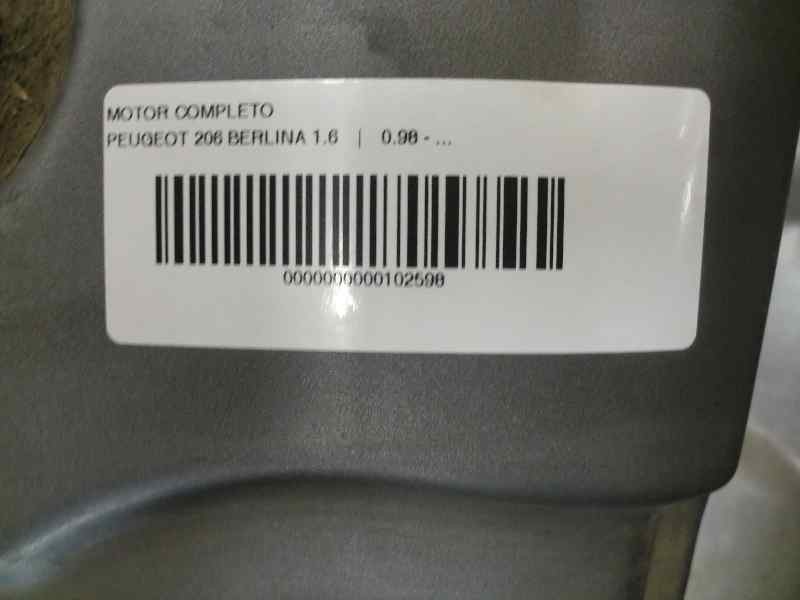 MOTOR COMPLETO
PEUGEOT 206 BERLINA 1.6 | 0.98 - ...
0000000000102598